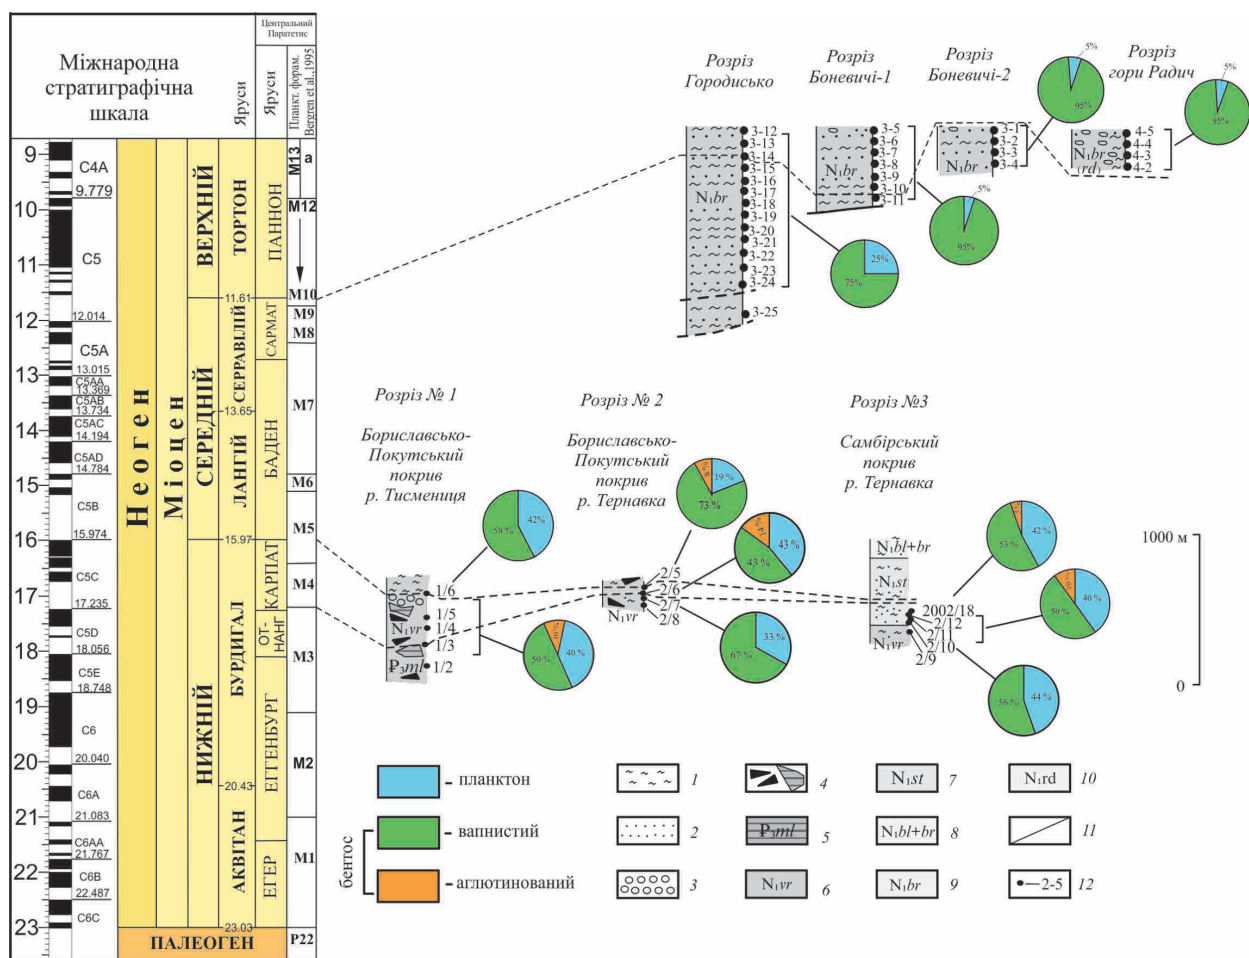 Міжнародна
стратиграфічна
шкала
Яруси
Центральний
Паратетис
Яруси
Планкт. форам.
Bergren et al.,1995
9
10
11
12
13
14
15
16
17
18
19
20
21
22
23
C4A
9.779
C5
12.014
C5A
13.015
C5AA
13.369
C5AB
13.734
C5AC
14.194
C5AD
14.784
C5B
15.974
C5C
17.235
C5D
18.056
C5E
18.748
C6
20.040
C6A
21.083
C6AA
21.767
C6B
22.487
C6C
Неоген
Міоцен
ВЕРХНІЙ
СЕРЕДНІЙ
НИЖНІЙ
ТОРТОН
11.61
СЕРРАВІЛІЙ
13.65
ЛАНГІЙ
15.97
БУРДИГАЛ
20.43
АКВІТАН
23.03
ПАЛЕОГЕН
ПАННОН
САРМАТ
БАДЕН
КАРПАТ
ОТ-
НАНГ
ЕГГЕНБУРГ
ЕГЕР
M13 a
M12
M10
M9
M8
M7
M6
M5
M4
M3
M2
M1
P22
Розріз
Городисько
N₁br
3-12
3-13
3-14
3-15
3-16
3-17
3-18
3-19
3-20
3-21
3-22
3-23
3-24
3-25
25%
75%
Розріз
Боневичі-1
N₁br
3-5
3-6
3-7
3-8
3-9
3-10
3-11
5%
95%
Розріз
Боневичі-2
N₁br
3-1
3-2
3-3
3-4
5%
95%
Розріз
гори Радич
N₁br
(rd)
4-5
4-4
4-3
4-2
5%
95%
Розріз № 1
Бориславсько-
Покутський
покрив
р. Тисмениця
58 %
42%
N₁vr
P₃ml
1/6
1/5
1/4
1/3
1/2
10 %
50 %
40 %
Розріз № 2
Бориславсько-
Покутський
покрив
р. Тернавка
8%
19 %
73 %
14 %
43 %
43 %
N₁vr
2/5
2/6
2/7
2/8
33 %
67 %
Розріз №3
Самбірський
покрив
р. Тернавка
42 %
53 %
N₁bl+br
N₁st
N₁vr
2002/18
2/12
2/11
2/10
2/9
10 %
50 %
40 %
56 %
44 %
1000 м
0
- планктон
бентос
- вапнистий
- аглютинований
1
2
3
4
P₃ml 5
N₁vr 6
N₁st 7
N₁bl+br 8
N₁br 9
N₁rd 10
11
2-5 12